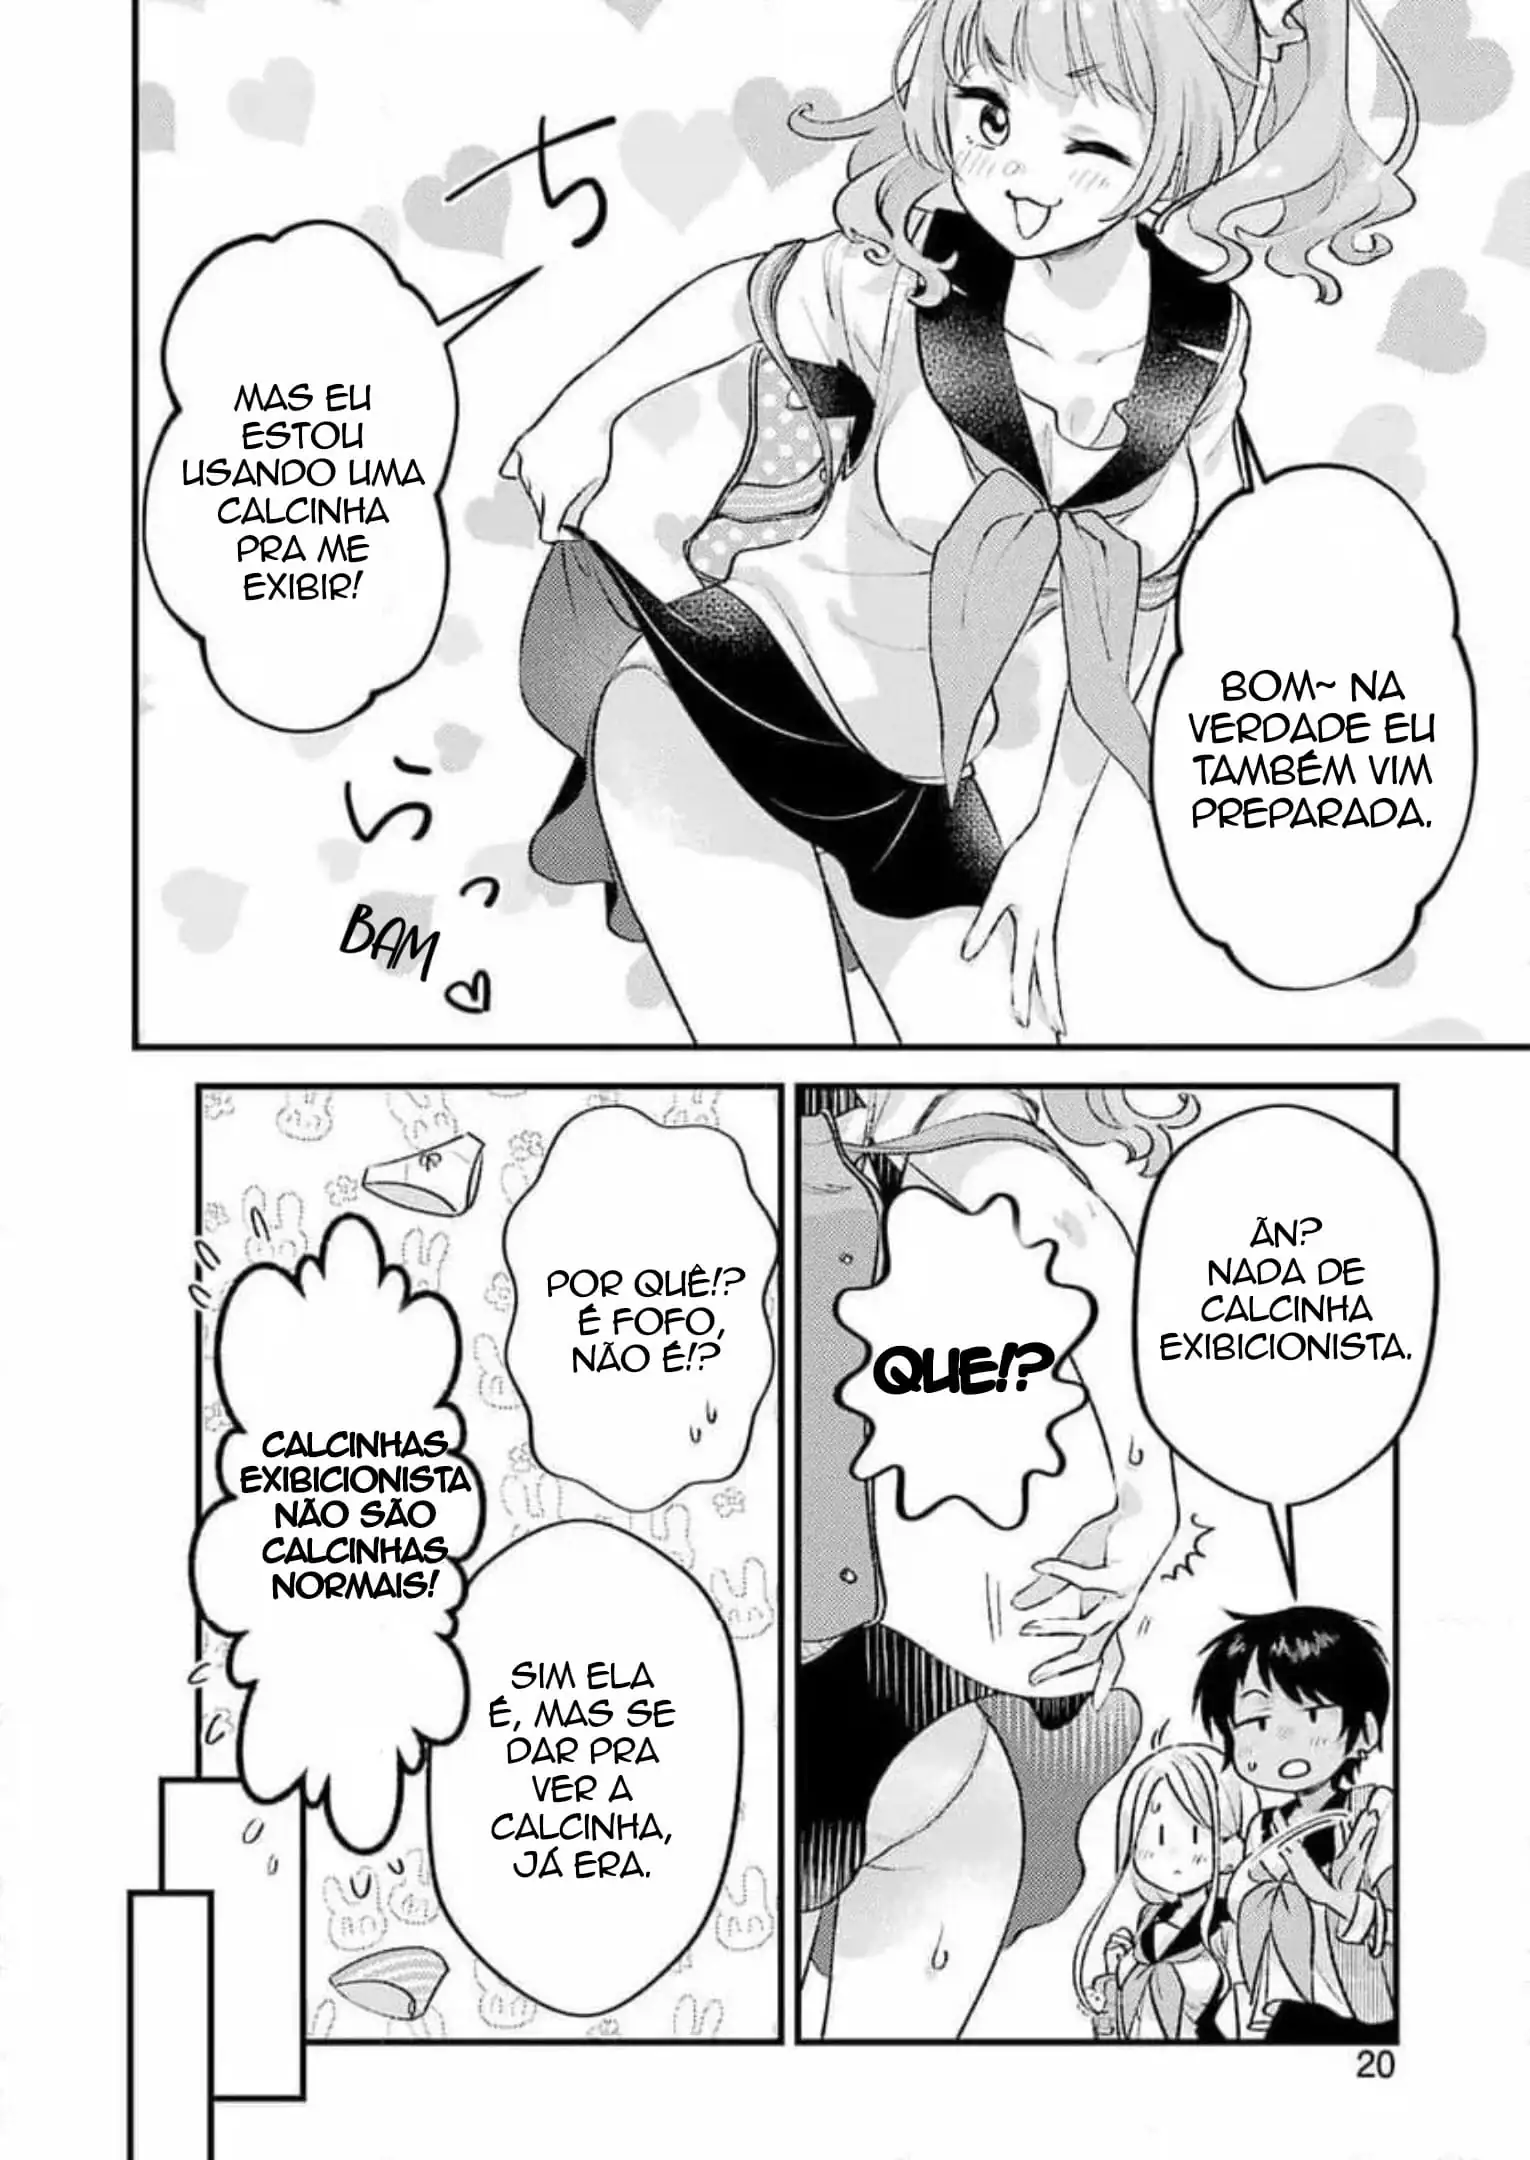 BOM~ NA
VERDADE EU
TAMBÉM VIM
PREPARADA.
MAS EU
ESTOU
USANDO UMA
CALCINHA
PRA ME
EXIBIR!
ち
ら
っ
BAM
ÃN?
NADA DE
CALCINHA
EXIBICIONISTA.
QUE!?
POR QUÊ!?
É FOFO,
NÃO É!?
SIM ELA
É, MAS SE
DAR PRA
VER A
CALCINHA,
JÁ ERA.
CALCINHAS
EXIBICIONISTA
NÃO SÃO
CALCINHAS
NORMAIS!
20